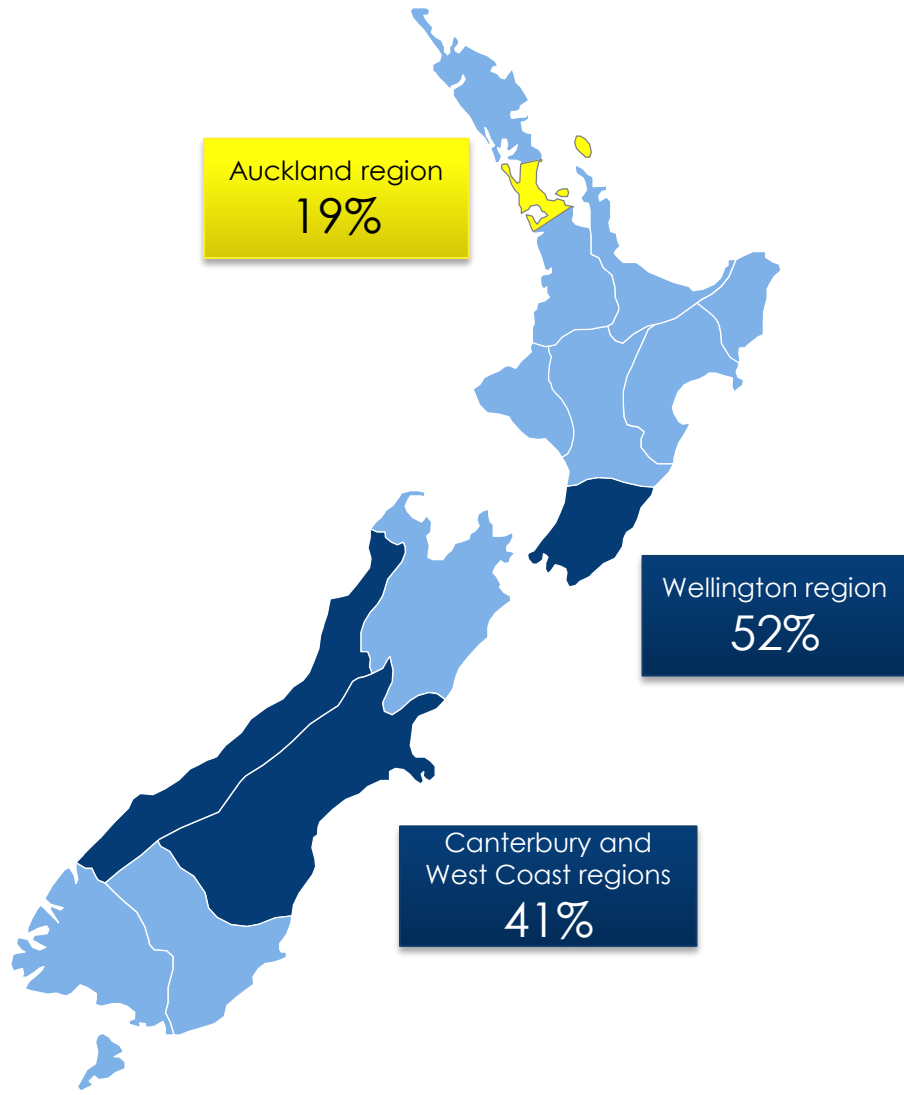 Auckland region
19%
Wellington region
52%
Canterbury and
West Coast regions
41%